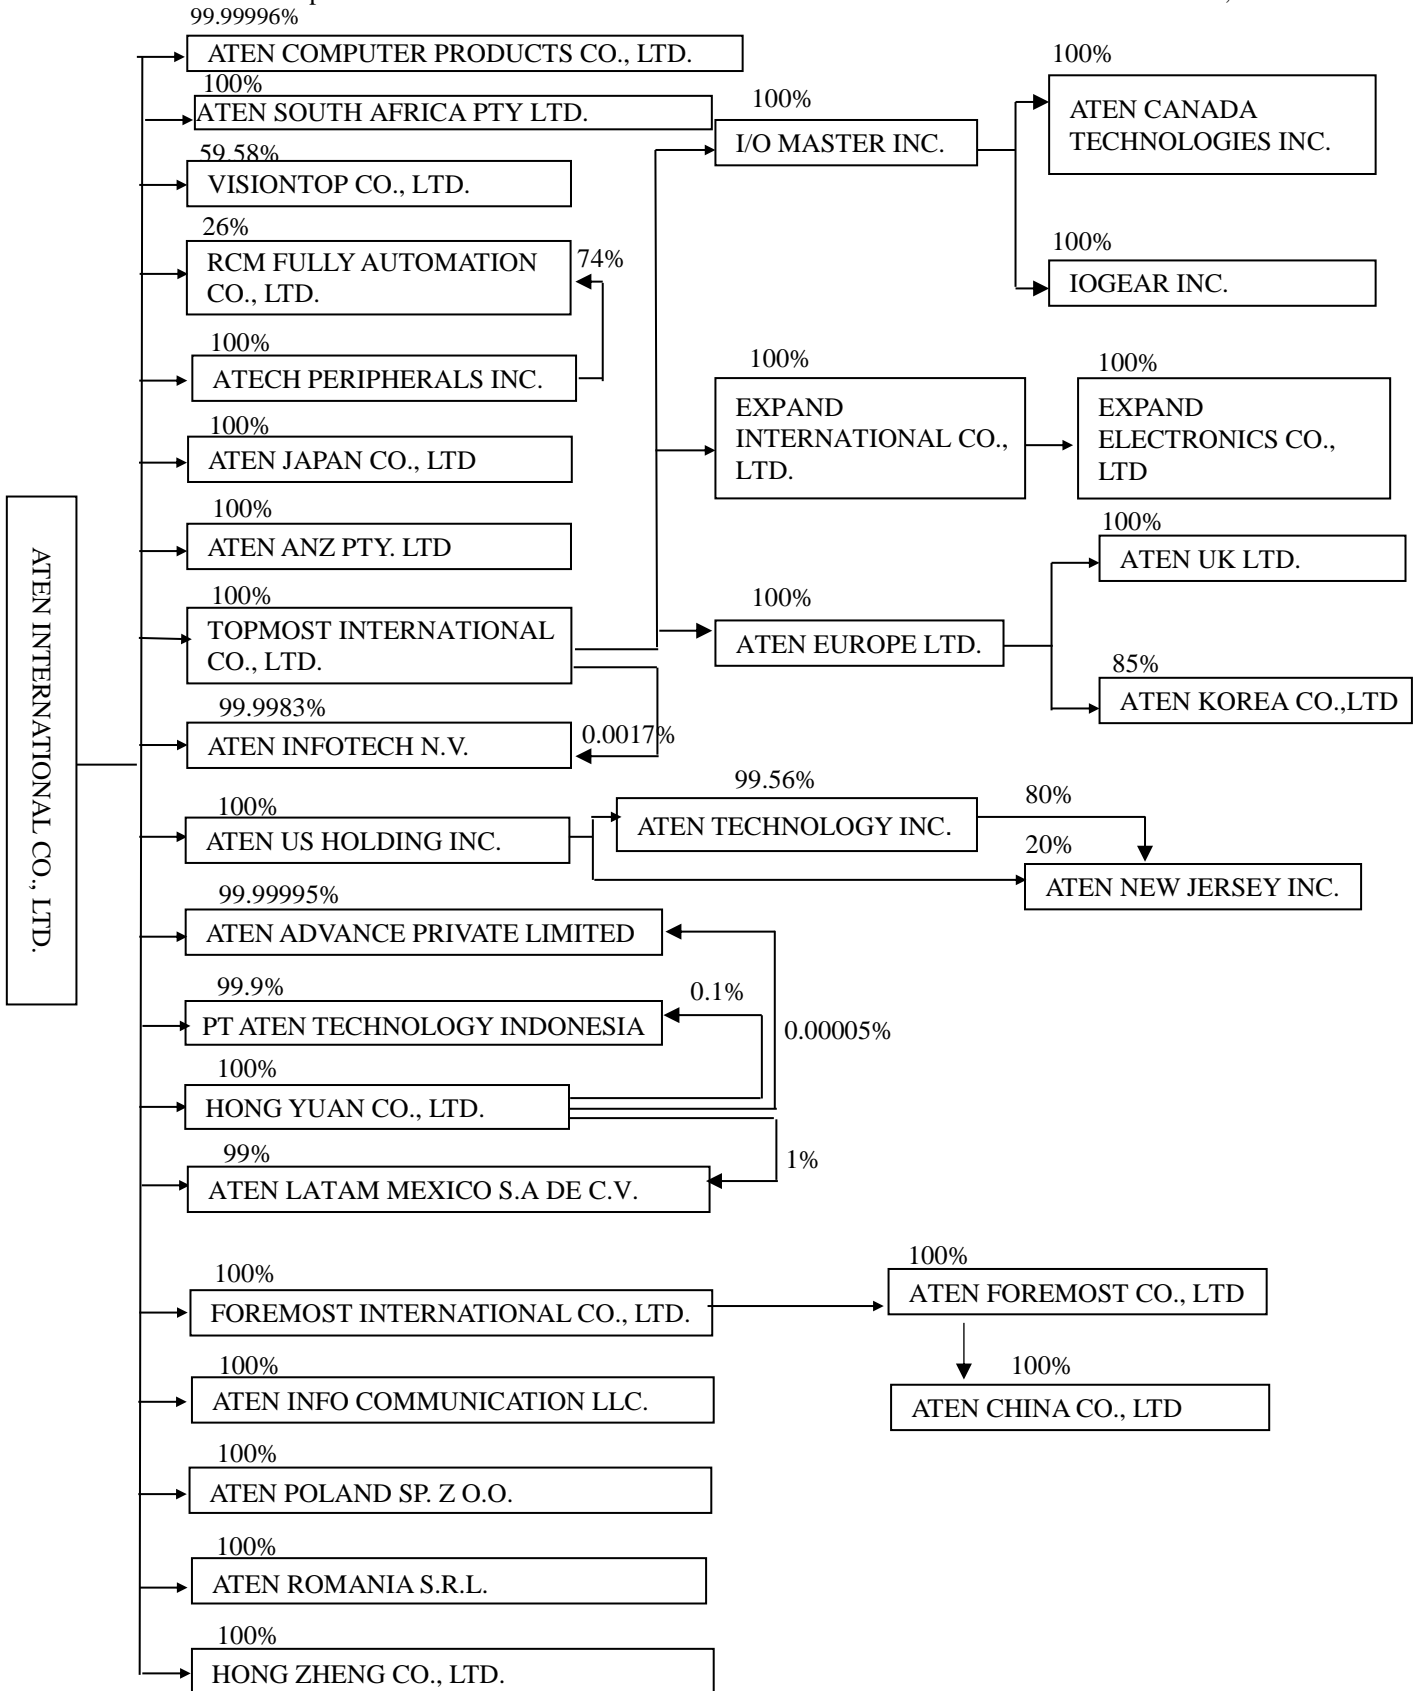 99.99996%
ATEN COMPUTER PRODUCTS CO., LTD.
100%
ATEN SOUTH AFRICA PTY LTD.
59.58%
VISIONTOP CO., LTD.
26%
RCM FULLY AUTOMATION
CO., LTD.
74%
100%
ATECH PERIPHERALS INC.
100%
ATEN JAPAN CO., LTD
100%
ATEN ANZ PTY. LTD
100%
TOPMOST INTERNATIONAL
CO., LTD.
99.9983%
ATEN INFOTECH N.V.
0.0017%
100%
ATEN US HOLDING INC.
99.99995%
ATEN ADVANCE PRIVATE LIMITED
99.9%
PT ATEN TECHNOLOGY INDONESIA
0.1%
0.00005%
100%
HONG YUAN CO., LTD.
99%
ATEN LATAM MEXICO S.A DE C.V.
1%
100%
FOREMOST INTERNATIONAL CO., LTD.
100%
ATEN INFO COMMUNICATION LLC.
100%
ATEN POLAND SP. Z O.O.
100%
ATEN ROMANIA S.R.L.
100%
HONG ZHENG CO., LTD.
ATEN INTERNATIONAL CO., LTD.
100%
I/O MASTER INC.
100%
ATEN CANADA
TECHNOLOGIES INC.
100%
IOGEAR INC.
100%
EXPAND
INTERNATIONAL CO.,
LTD.
100%
EXPAND
ELECTRONICS CO.,
LTD
100%
ATEN EUROPE LTD.
100%
ATEN UK LTD.
85%
ATEN KOREA CO.,LTD
99.56%
ATEN TECHNOLOGY INC.
80%
20%
ATEN NEW JERSEY INC.
100%
ATEN FOREMOST CO., LTD
100%
ATEN CHINA CO., LTD